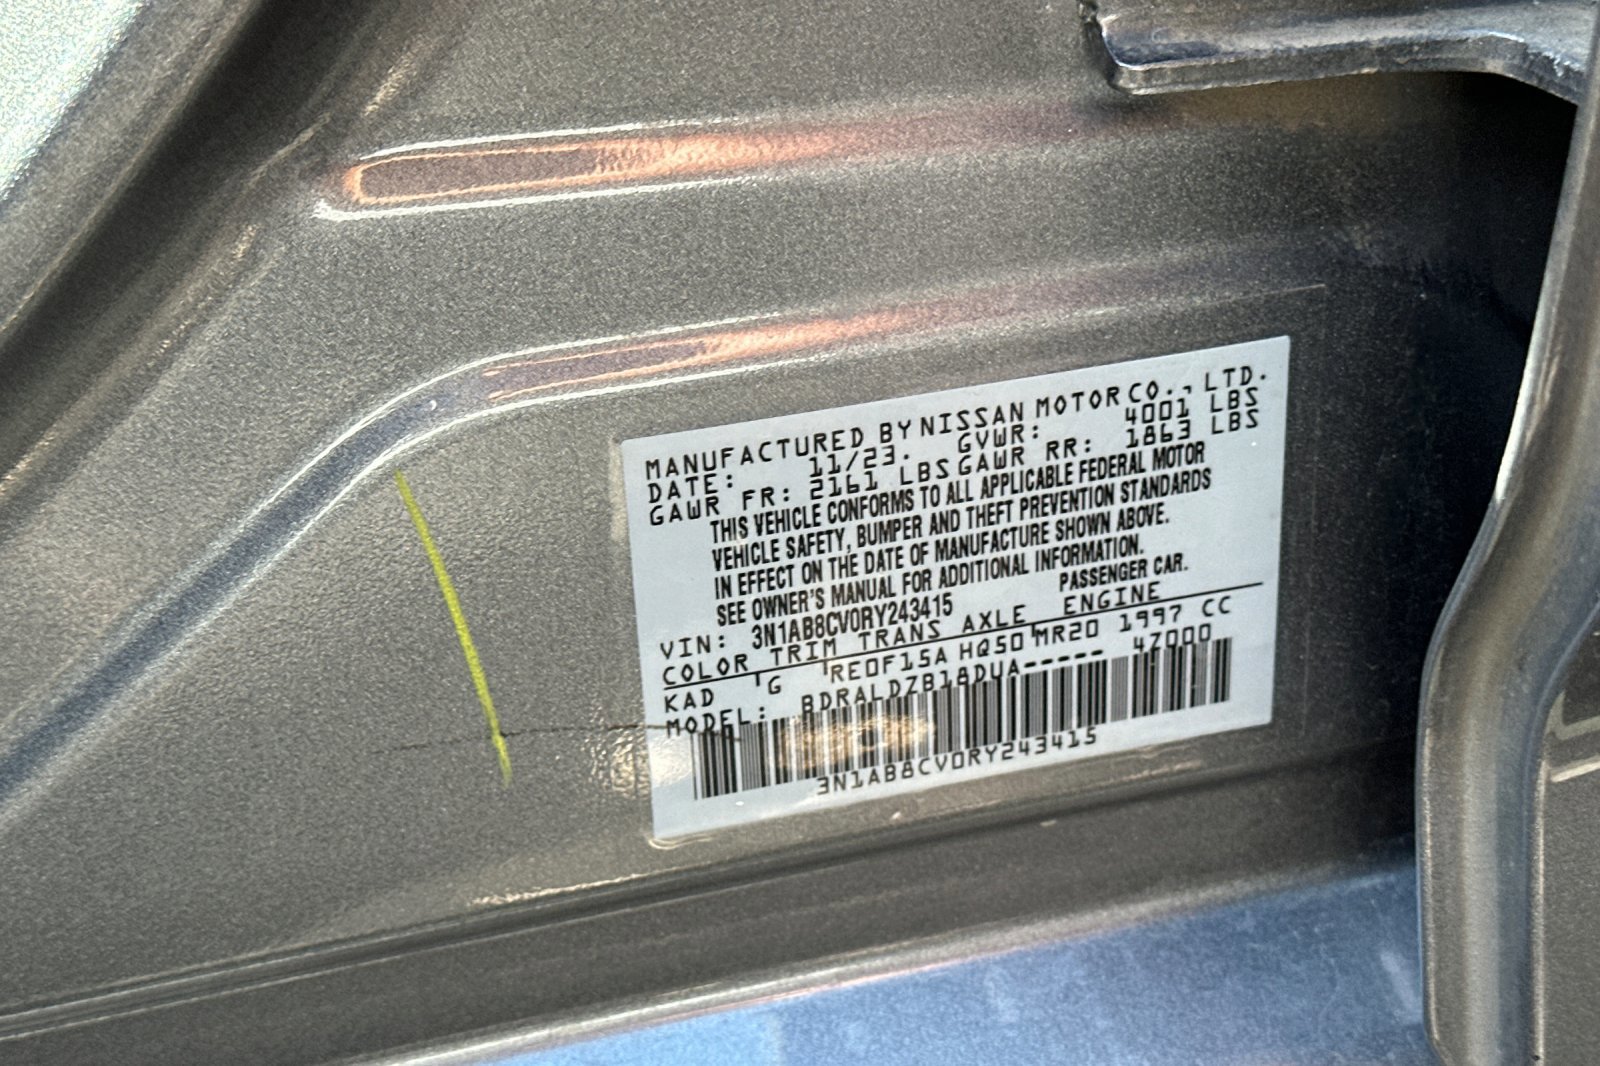 MANUFACTURED BY NISSAN MOTOR CO., LTD.
DATE: 11/23. GVWR: 4001 LBS
GAWR FR: 2161 LBS GAWR RR: 1863 LBS
THIS VEHICLE CONFORMS TO ALL APPLICABLE FEDERAL MOTOR
VEHICLE SAFETY, BUMPER AND THEFT PREVENTION STANDARDS
IN EFFECT ON THE DATE OF MANUFACTURE SHOWN ABOVE.
SEE OWNER'S MANUAL FOR ADDITIONAL INFORMATION.
VIN: 3N1AB8CV0RY243415 PASSENGER CAR.
COLOR TRIM TRANS AXLE ENGINE
KAD G RE0F15A HQ50 MR20 1997 CC
MODEL: BDRALDZB18DUA----- 4Z000
3N1AB8CV0RY243415